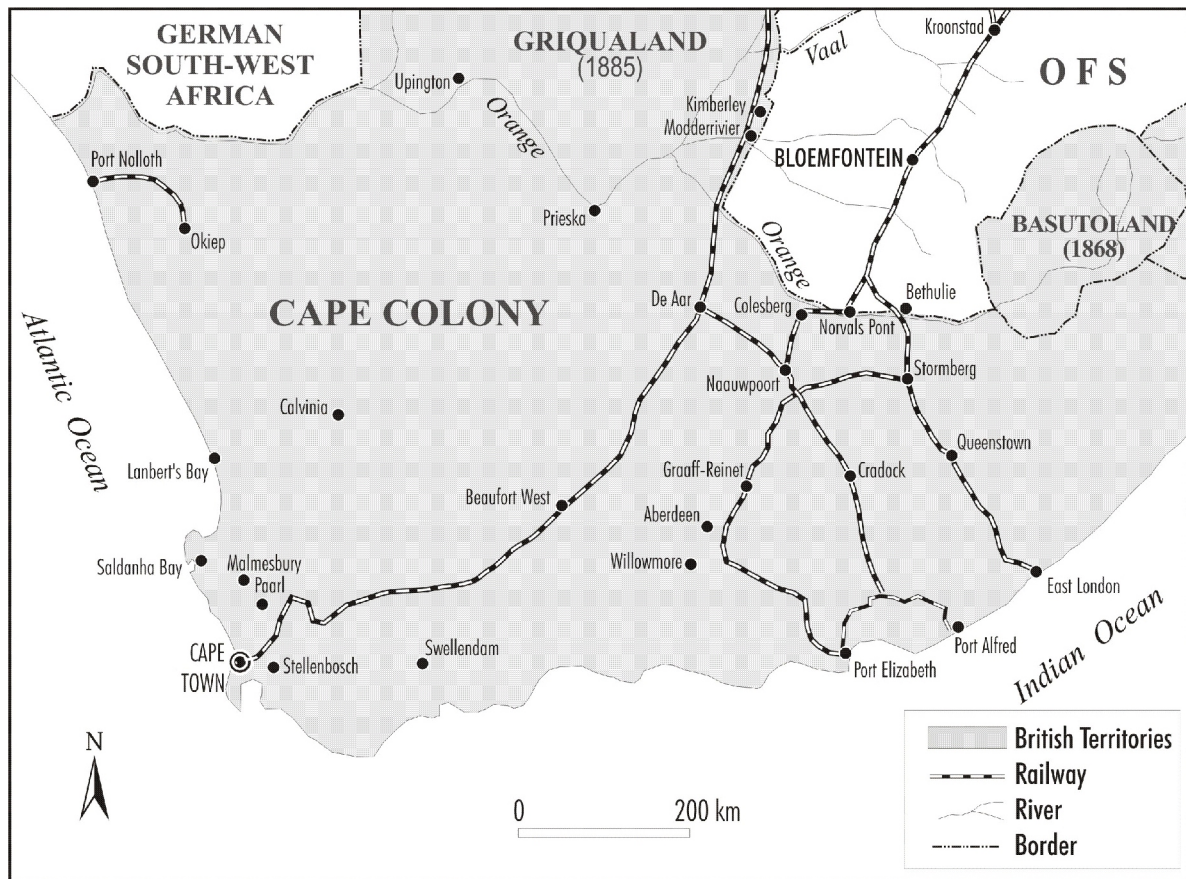 GERMAN
SOUTH-WEST
AFRICA
GRIQUALAND
(1885)
Upington
Orange
Vaal
Kroonstad
OFS
Kimberley
Modderrivier
BLOEMFONTEIN
Port Nolloth
Okiep
Prieska
Orange
BASUTOLAND
(1868)
CAPE COLONY
De Aar
Colesberg
Norvals Pont
Bethulie
Atlantic Ocean
Naauwpoort
Stormberg
Calvinia
Lanbert's Bay
Queenstown
Graaff-Reinet
Cradock
Beaufort West
Aberdeen
Saldanha Bay
Malmesbury
Paarl
Willowmore
East London
CAPE
TOWN
Stellenbosch
Swellendam
Port Elizabeth
Port Alfred
Indian Ocean
N
0 200 km
British Territories
Railway
River
Border